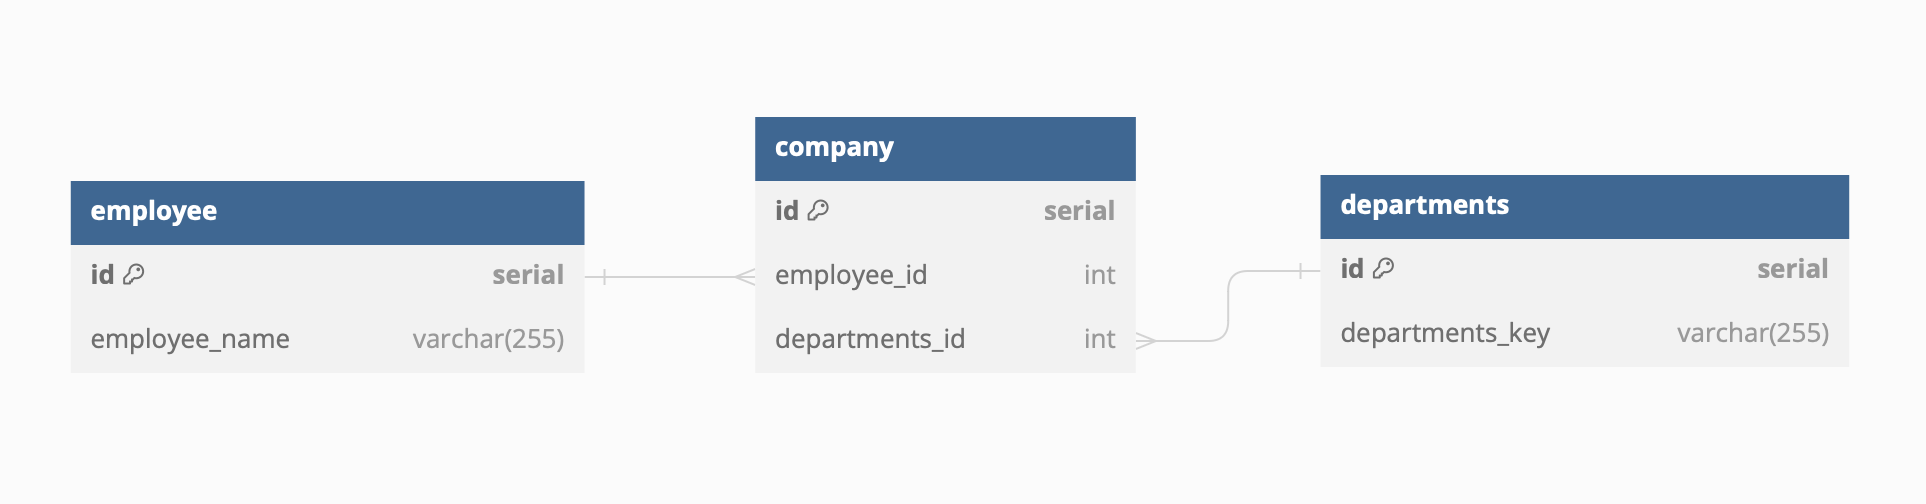 employee
id serial
employee_name varchar(255)
company
id serial
employee_id int
departments_id int
departments
id serial
departments_key varchar(255)